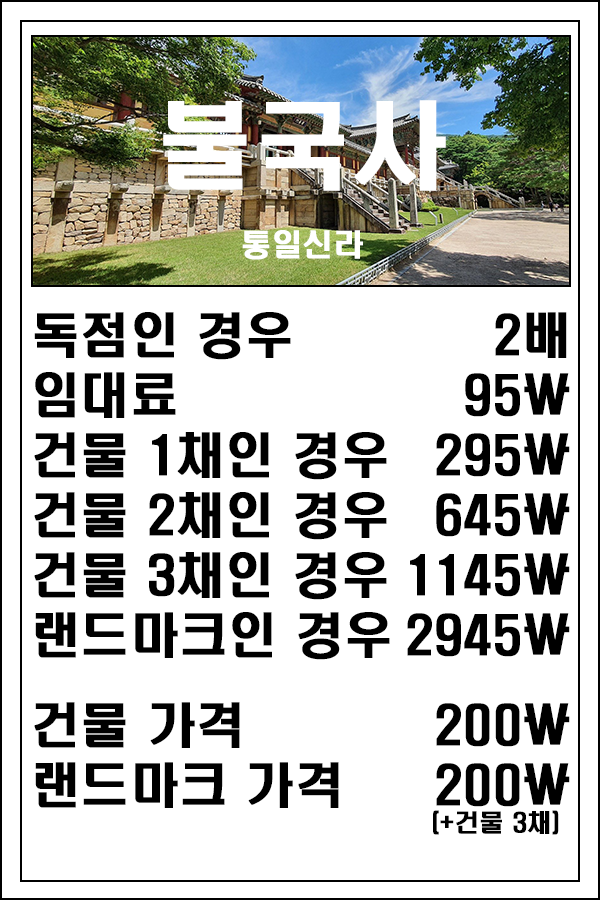 불국사
통일신라
독점인 경우 2배
임대료 95₩
건물 1채인 경우 295₩
건물 2채인 경우 645₩
건물 3채인 경우 1145₩
랜드마크인 경우 2945₩
건물 가격 200₩
랜드마크 가격 200₩
(+건물 3채)